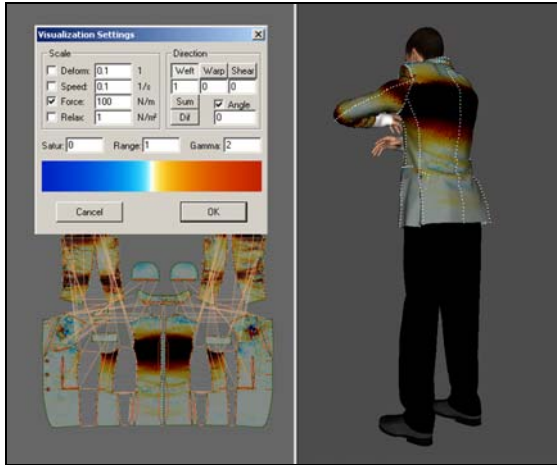 Visualization Settings
Scale
Deform: 0.1 1
Speed: 0.1 1/s
Force: 100 N/m
Relax: 1 N/m²
Direction
Weft Warp Shear
1 0 0
Sum Angle
Dif 0
Satur: 0 Range: 1 Gamma: 2
Cancel OK